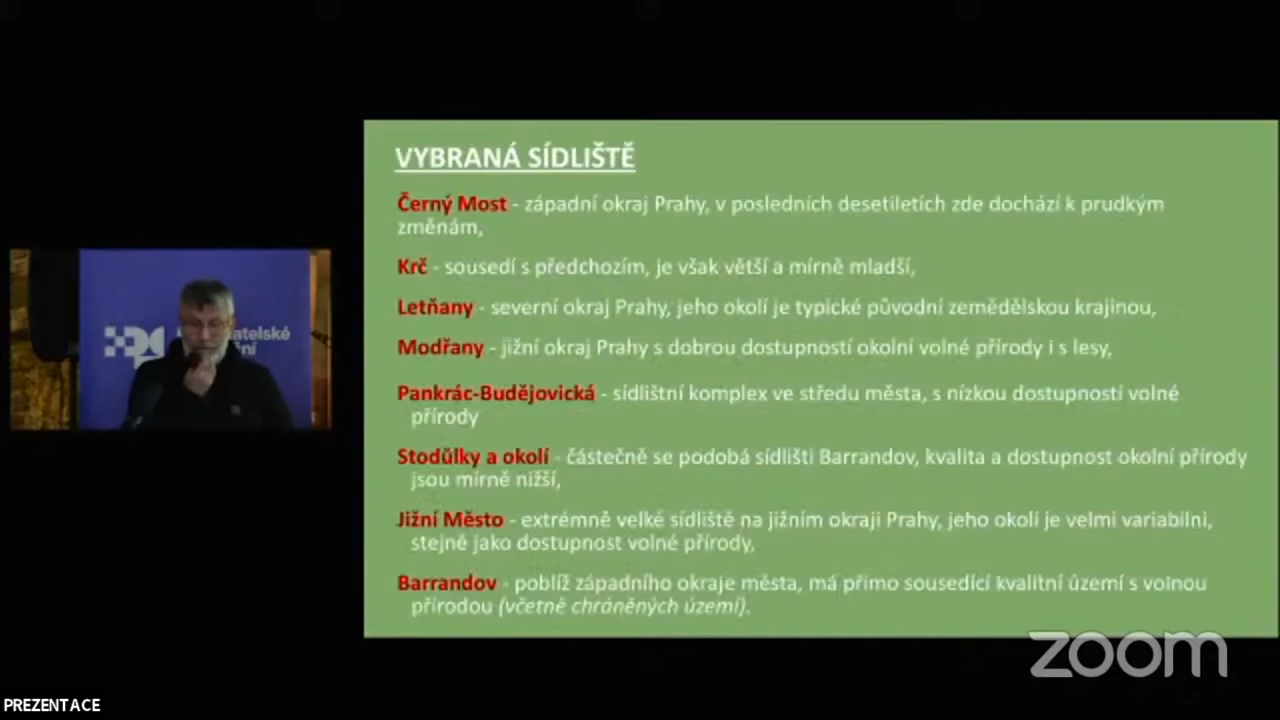 VYBRANÁ SÍDLIŠTĚ
Černý Most - západní okraj Prahy, v posledních desetiletích zde dochází k prudkým
změnám,
Krč - sousedí s předchozím, je však větší a mírně mladší,
Letňany - severní okraj Prahy, jeho okolí je typické původní zemědělskou krajinou,
Modřany - jižní okraj Prahy s dobrou dostupností okolní volné přírody i s lesy,
Pankrác-Budějovická - sídlištní komplex ve středu města, s nízkou dostupností volné
přírody
Stodůlky a okolí - částečně se podobá sídlišti Barrandov, kvalita a dostupnost okolní přírody
jsou mírně nižší,
Jižní Město - extrémně velké sídliště na jižním okraji Prahy, jeho okolí je velmi variabilní,
stejně jako dostupnost volné přírody,
Barrandov - poblíž západního okraje města, má přímo sousedící kvalitní území s volnou
přírodou (včetně chráněných území).
zoom
PREZENTACE